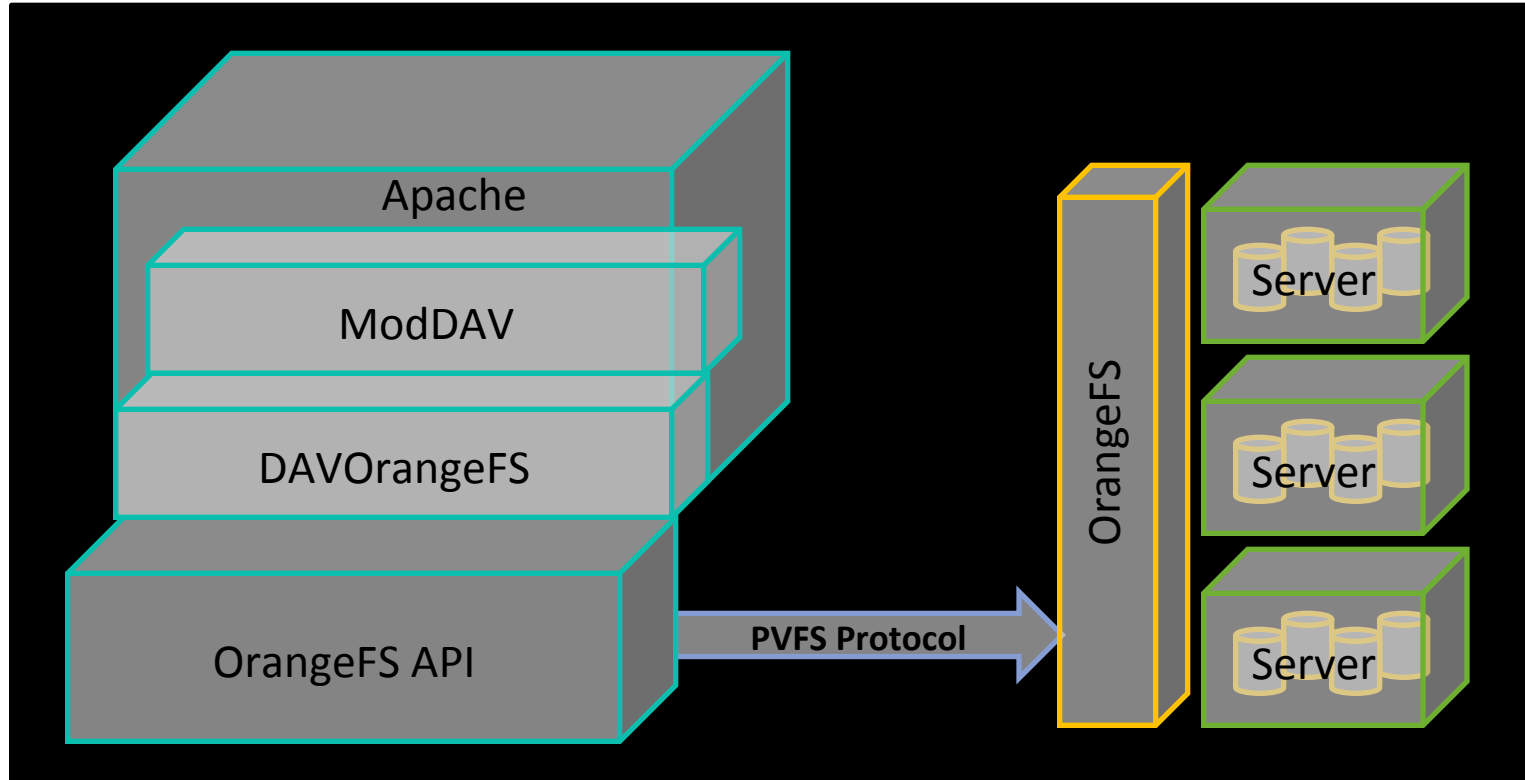 Apache
ModDAV
DAVOrangeFS
OrangeFS API
PVFS Protocol
OrangeFS
Server
Server
Server